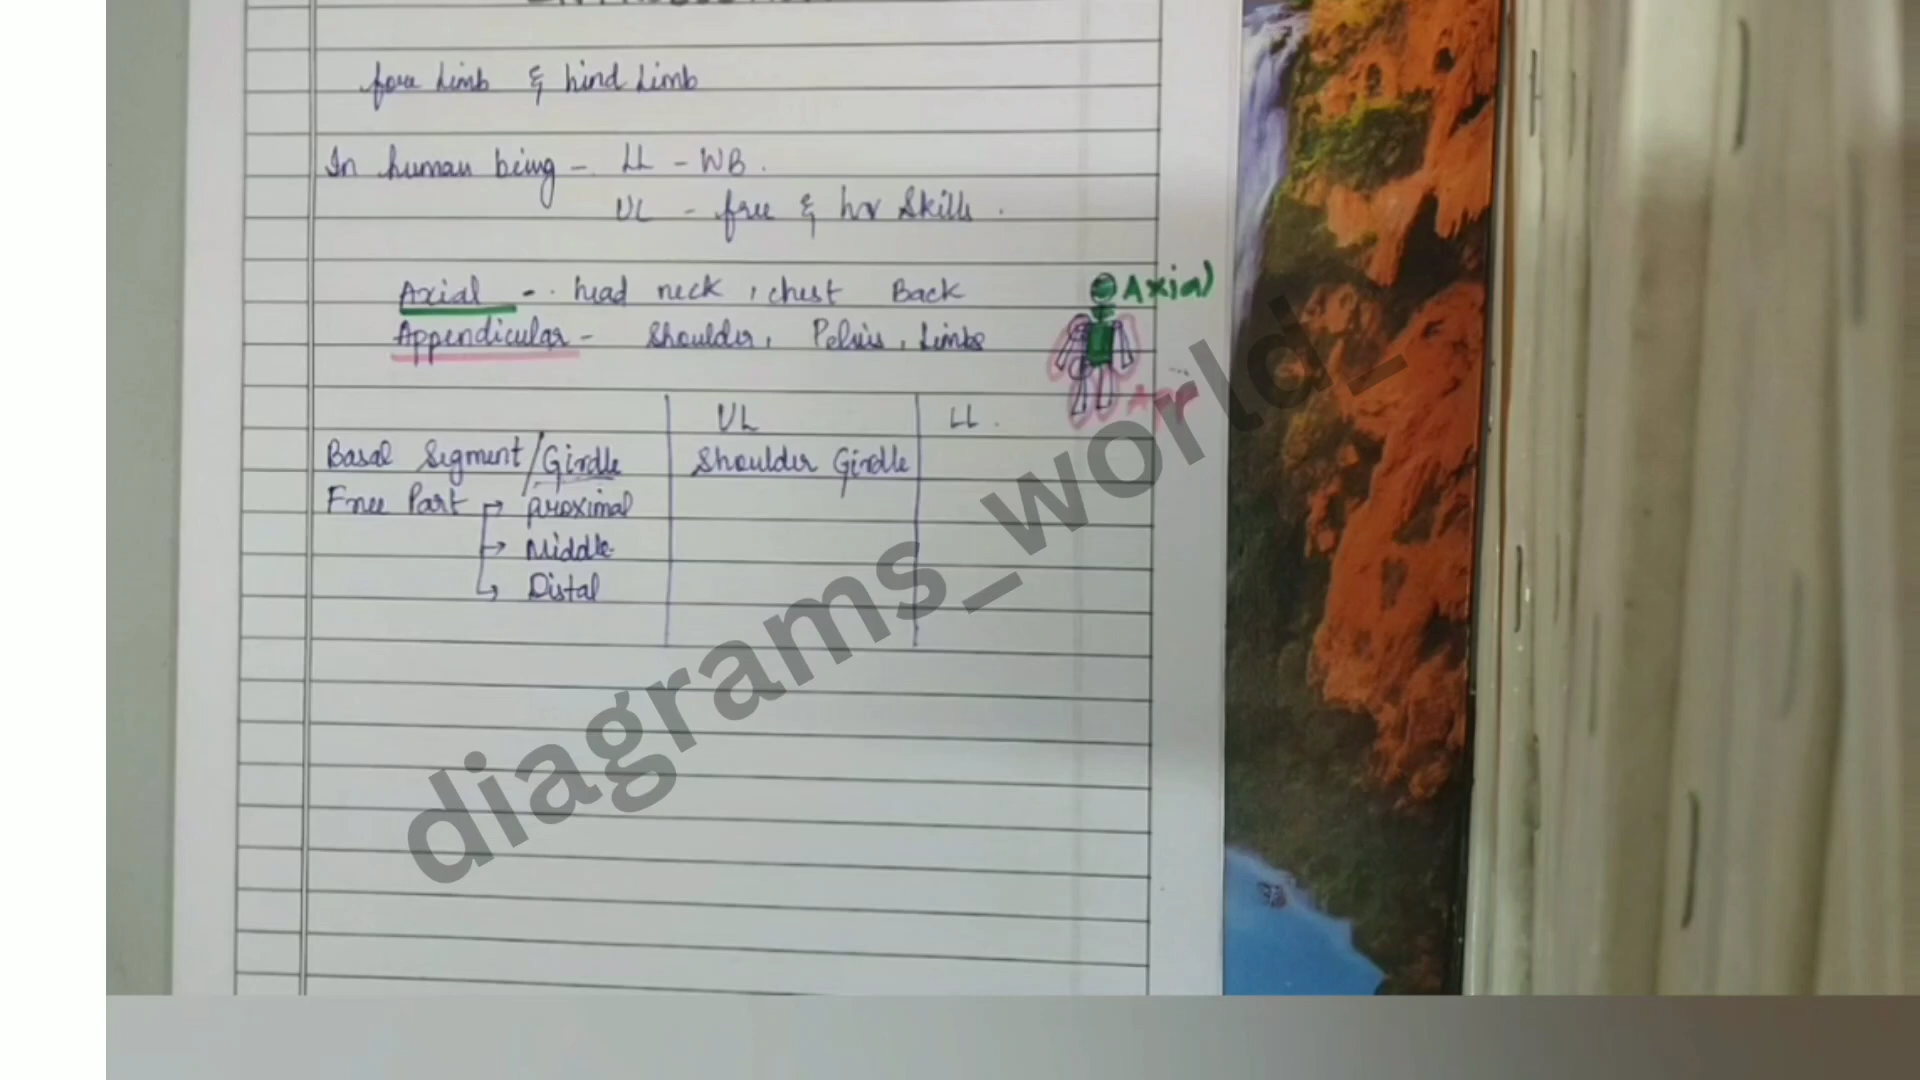 fore Limb & hind Limb
In human being - LL - WB.
UL - free & for Skills.
Axial - head neck, chest Back
Appendicular - Shoulder, Pelvis, Limbs
Axial
UL LL.
Basal Segment/Girdle Shoulder Girdle
Free Part → proximal
→ Middle
→ Distal
diagrams_world_